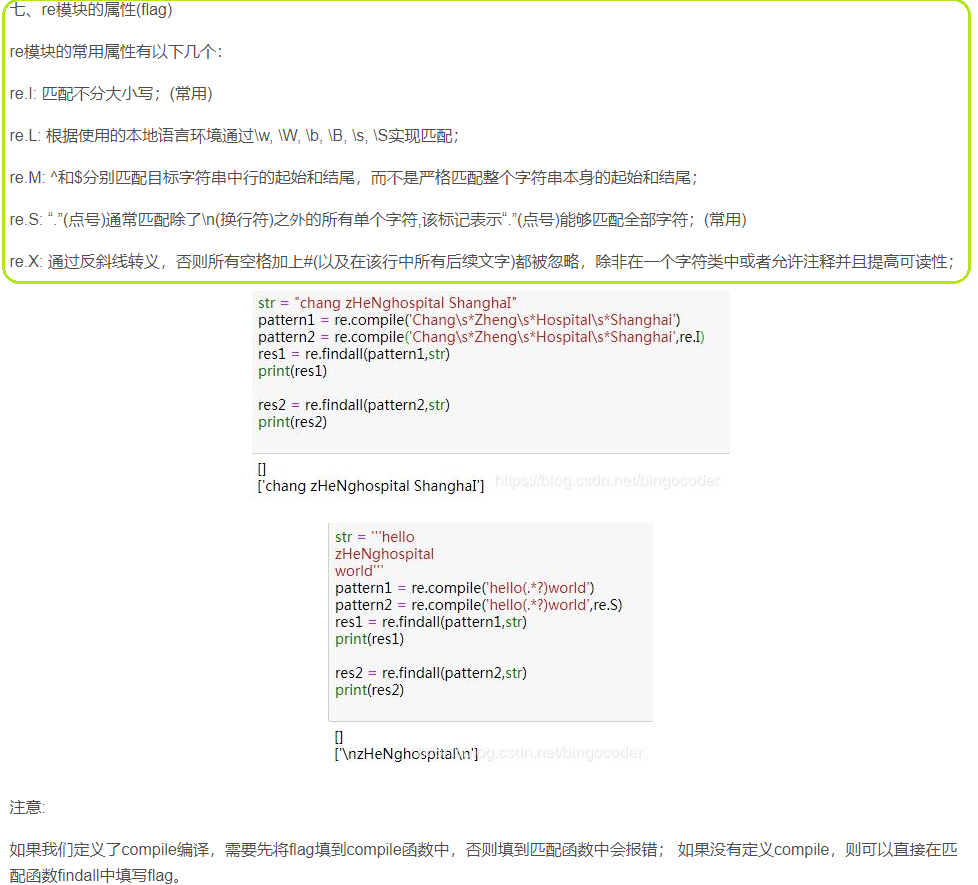 七、re模块的属性(flag)
re模块的常用属性有以下几个：
re.I: 匹配不分大小写；(常用)
re.L: 根据使用的本地语言环境通过\w, \W, \b, \B, \s, \S实现匹配；
re.M: ^和$分别匹配目标字符串中行的起始和结尾，而不是严格匹配整个字符串本身的起始和结尾；
re.S: “.”(点号)通常匹配除了\n(换行符)之外的所有单个字符,该标记表示“.”(点号)能够匹配全部字符；(常用)
re.X: 通过反斜线转义，否则所有空格加上#(以及在该行中所有后续文字)都被忽略，除非在一个字符类中或者允许注释并且提高可读性；
str = "chang zHeNghospital ShanghaI"
pattern1 = re.compile('Chang\s*Zheng\s*Hospital\s*Shanghai')
pattern2 = re.compile('Chang\s*Zheng\s*Hospital\s*Shanghai',re.I)
res1 = re.findall(pattern1,str)
print(res1)
res2 = re.findall(pattern2,str)
print(res2)
[]
['chang zHeNghospital ShanghaI']
https://blog.csdn.net/bingocoder
str = '''hello
zHeNghospital
world'''
pattern1 = re.compile('hello(.*?)world')
pattern2 = re.compile('hello(.*?)world',re.S)
res1 = re.findall(pattern1,str)
print(res1)
res2 = re.findall(pattern2,str)
print(res2)
[]
['\nzHeNghospital\n']
blog.csdn.net/bingocoder
注意:
如果我们定义了compile编译，需要先将flag填到compile函数中，否则填到匹配函数中会报错； 如果没有定义compile，则可以直接在匹
配函数findall中填写flag。